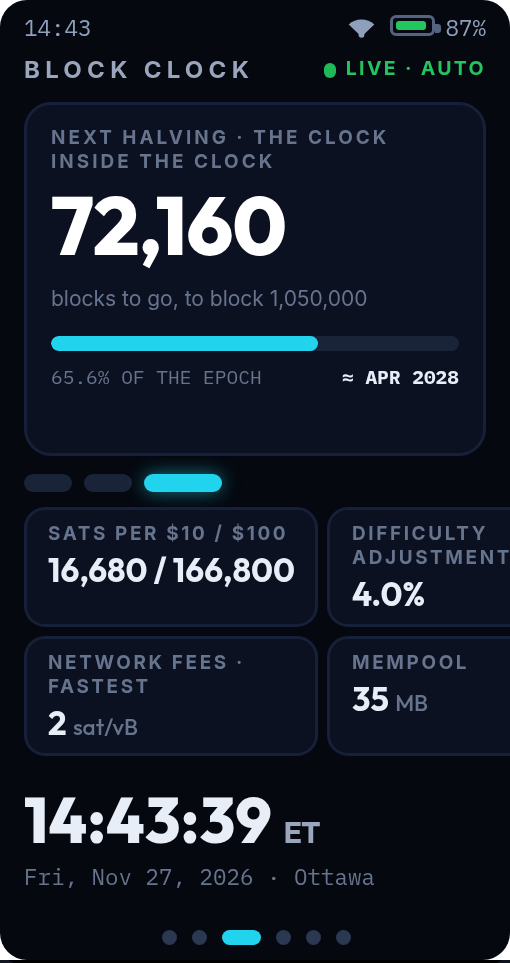 14:43
87%
BLOCK CLOCK
LIVE · AUTO
NEXT HALVING · THE CLOCK
INSIDE THE CLOCK
72,160
blocks to go, to block 1,050,000
65.6% OF THE EPOCH
≈ APR 2028
SATS PER $10 / $100
16,680 / 166,800
DIFFICULTY
ADJUSTMENT
4.0%
NETWORK FEES ·
FASTEST
2 sat/vB
MEMPOOL
35 MB
14:43:39 ET
Fri, Nov 27, 2026 · Ottawa